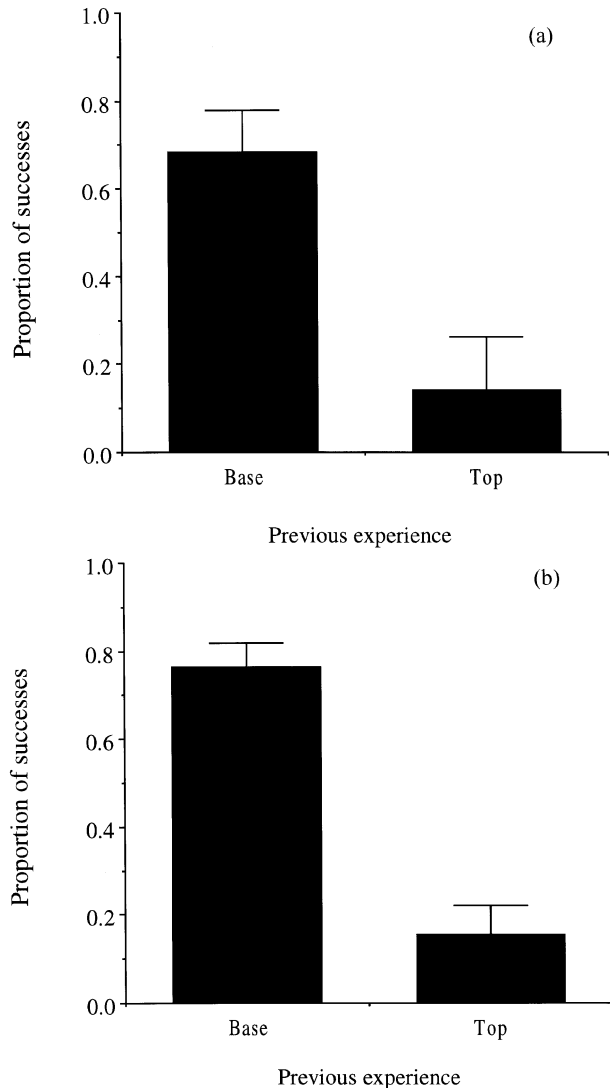 (a)
1.0
0.8
0.6
0.4
0.2
0.0
Proportion of successes
Base Top
Previous experience
(b)
1.0
0.8
0.6
0.4
0.2
0.0
Proportion of successes
Base Top
Previous experience